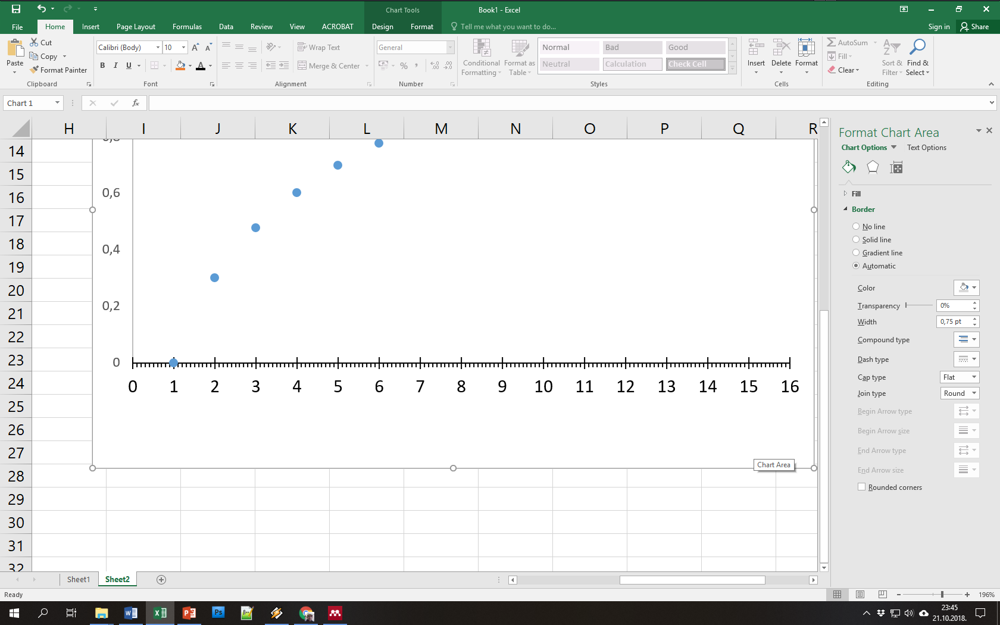 Chart Tools
Book1 - Excel
File Home Insert Page Layout Formulas Data Review View ACROBAT Design Format Tell me what you want to do... Sign in Share
Paste
Cut
Copy
Format Painter
Clipboard
Calibri (Body) 10
B I U A
Font
Wrap Text
Merge & Center
Alignment
General
%
Number
Conditional Formatting
Format as Table
Normal Bad Good
Neutral Calculation Check Cell
Styles
Insert Delete Format
Cells
AutoSum
Fill
Clear
Sort & Filter
Find & Select
Editing
Chart 1
fx
H I J K L M N O P Q R
14
15
16
17
18
19
20
21
22
23
24
25
26
27
28
29
30
31
32
0,6
0,4
0,2
0
0 1 2 3 4 5 6 7 8 9 10 11 12 13 14 15 16
Chart Area
Format Chart Area
Chart Options Text Options
Fill
Border
No line
Solid line
Gradient line
Automatic
Color
Transparency 0%
Width 0,75 pt
Compound type
Dash type
Cap type Flat
Join type Round
Begin Arrow type
Begin Arrow size
End Arrow type
End Arrow size
Rounded corners
Sheet1 Sheet2
Ready
196%
Ps
23:45
21.10.2018.